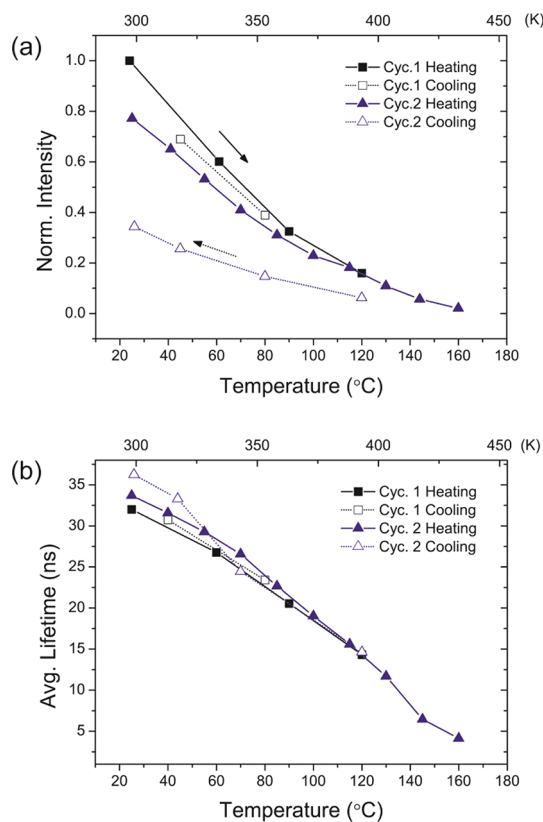 300 350 400 450 (K)
(a)
1.0
0.8
0.6
0.4
0.2
0.0
Norm. Intensity
Cyc.1 Heating
Cyc.1 Cooling
Cyc.2 Heating
Cyc.2 Cooling
20 40 60 80 100 120 140 160 180
Temperature (°C)
300 350 400 450 (K)
(b)
35
30
25
20
15
10
5
Avg. Lifetime (ns)
Cyc. 1 Heating
Cyc. 1 Cooling
Cyc. 2 Heating
Cyc. 2 Cooling
20 40 60 80 100 120 140 160 180
Temperature (°C)